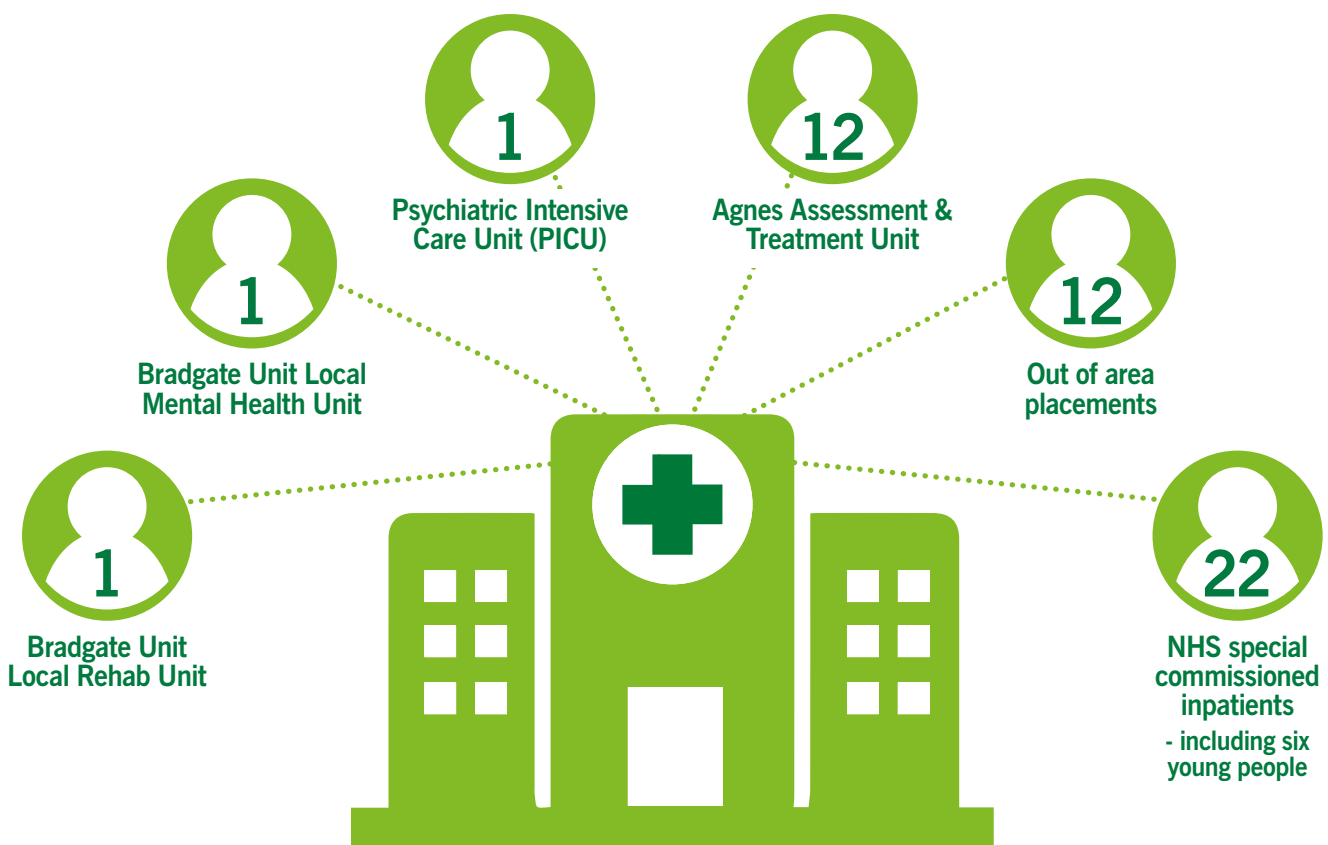 1
Psychiatric Intensive
Care Unit (PICU)
12
Agnes Assessment &
Treatment Unit
1
Bradgate Unit Local
Mental Health Unit
12
Out of area
placements
1
Bradgate Unit
Local Rehab Unit
22
NHS special
commissioned
inpatients
- including six
young people